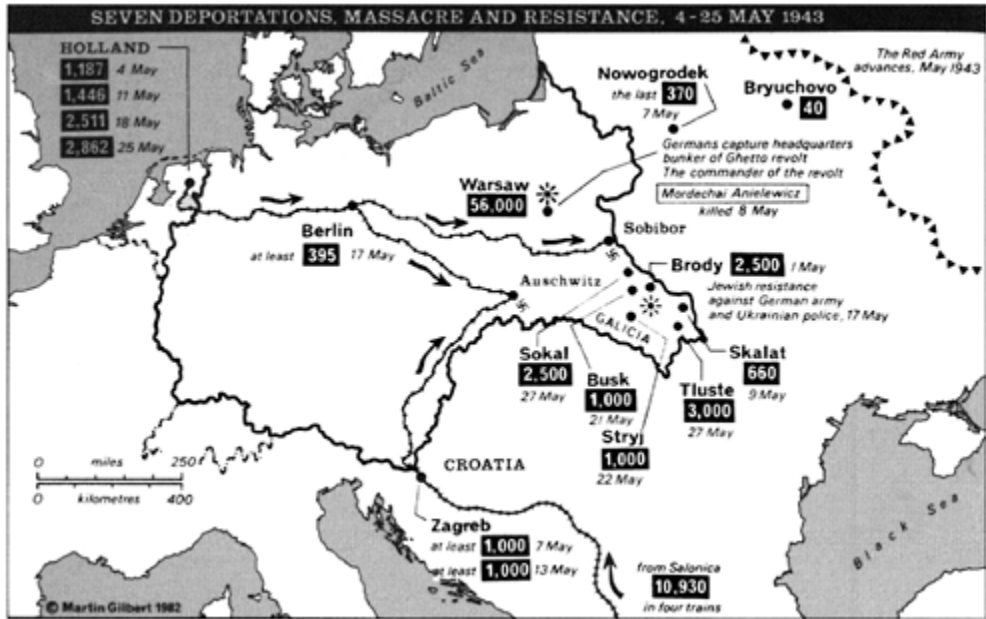 SEVEN DEPORTATIONS, MASSACRE AND RESISTANCE, 4-25 MAY 1943
HOLLAND
1,187 4 May
1,446 11 May
2,511 18 May
2,862 25 May
Baltic Sea
Nowogrodek
the last 370
7 May
Bryuchovo
40
The Red Army
advances, May 1943
Germans capture headquarters
bunker of Ghetto revolt
The commander of the revolt
Mordechai Anielewicz
killed 8 May
Warsaw
56,000
Berlin
at least 395 17 May
Sobibor
Auschwitz
Brody 2,500 1 May
Jewish resistance
against German army
and Ukrainian police, 17 May
GALICIA
Sokal
2,500
27 May
Busk
1,000
21 May
Stryj
1,000
22 May
Skalat
660
9 May
Tluste
3,000
27 May
0 miles 250
0 kilometres 400
CROATIA
Zagreb
at least 1,000 7 May
at least 1,000 13 May
from Salonica
10,930
in four trains
Black Sea
© Martin Gilbert 1982